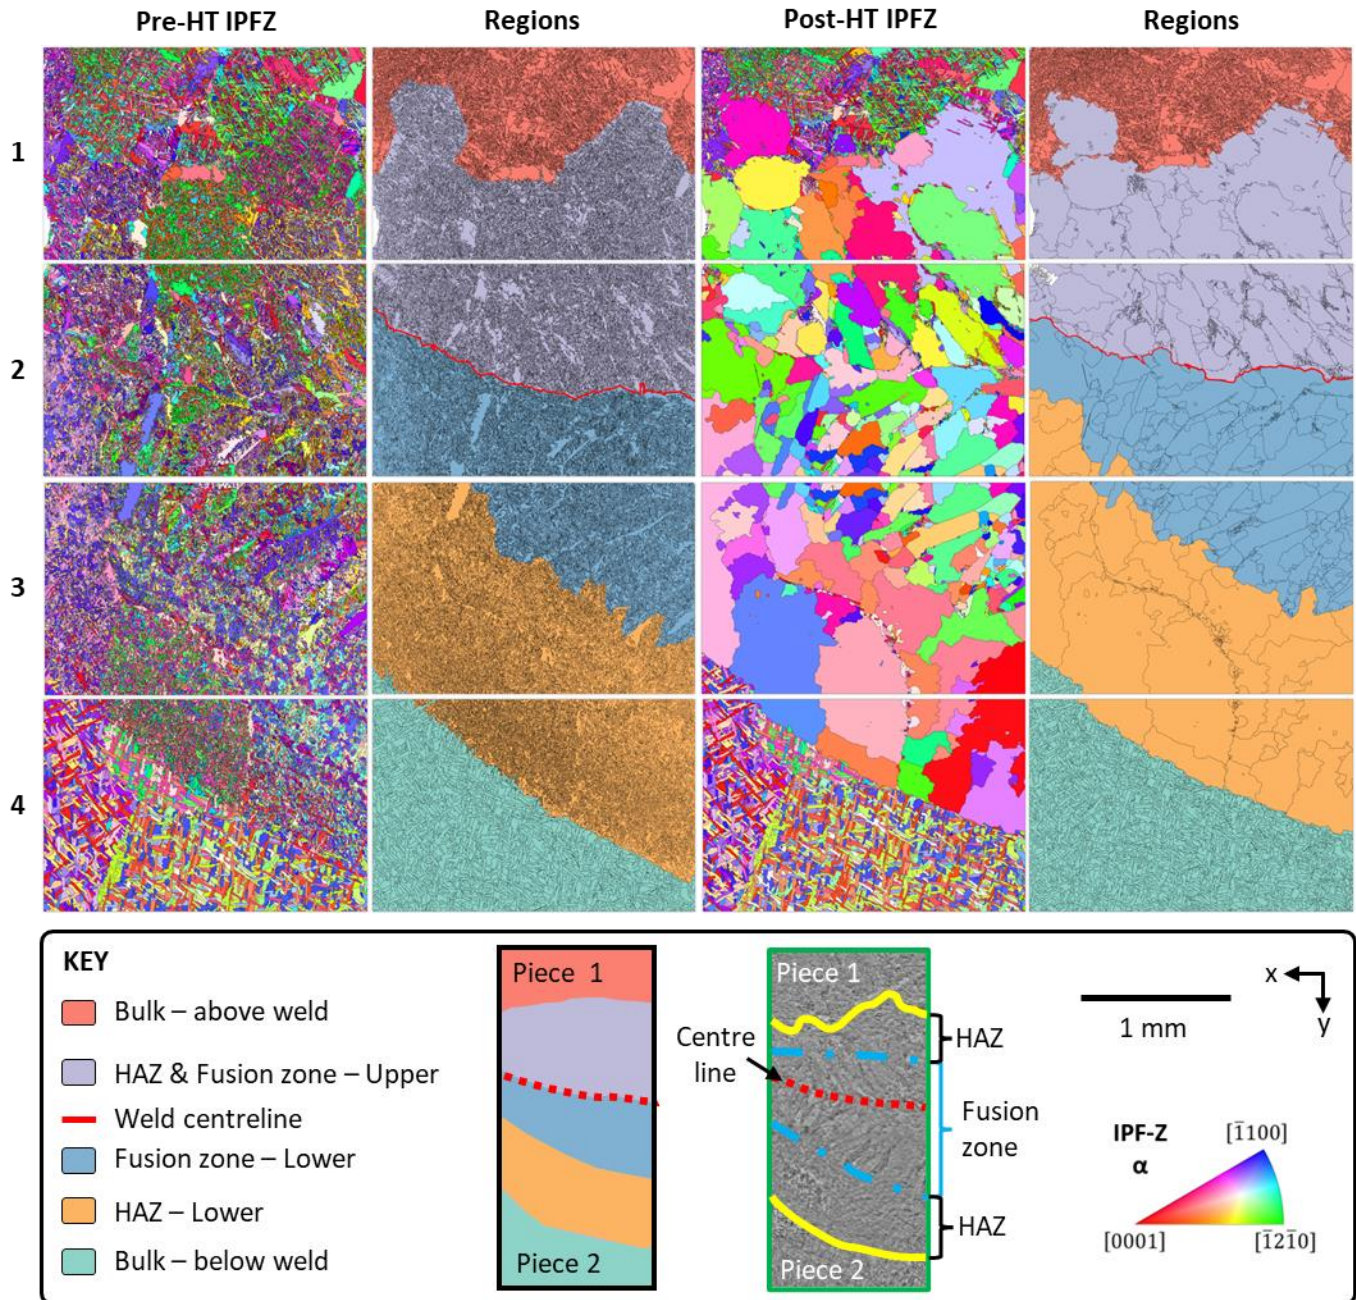 Pre-HT IPFZ Regions Post-HT IPFZ Regions
1
2
3
4
KEY
Bulk – above weld
HAZ & Fusion zone – Upper
Weld centreline
Fusion zone – Lower
HAZ – Lower
Bulk – below weld
Piece 1
Piece 2
Piece 1
Centre
line
HAZ
Fusion
zone
HAZ
Piece 2
1 mm
x
y
IPF-Z
α
[1̅100]
[0001]
[1̅21̅0]